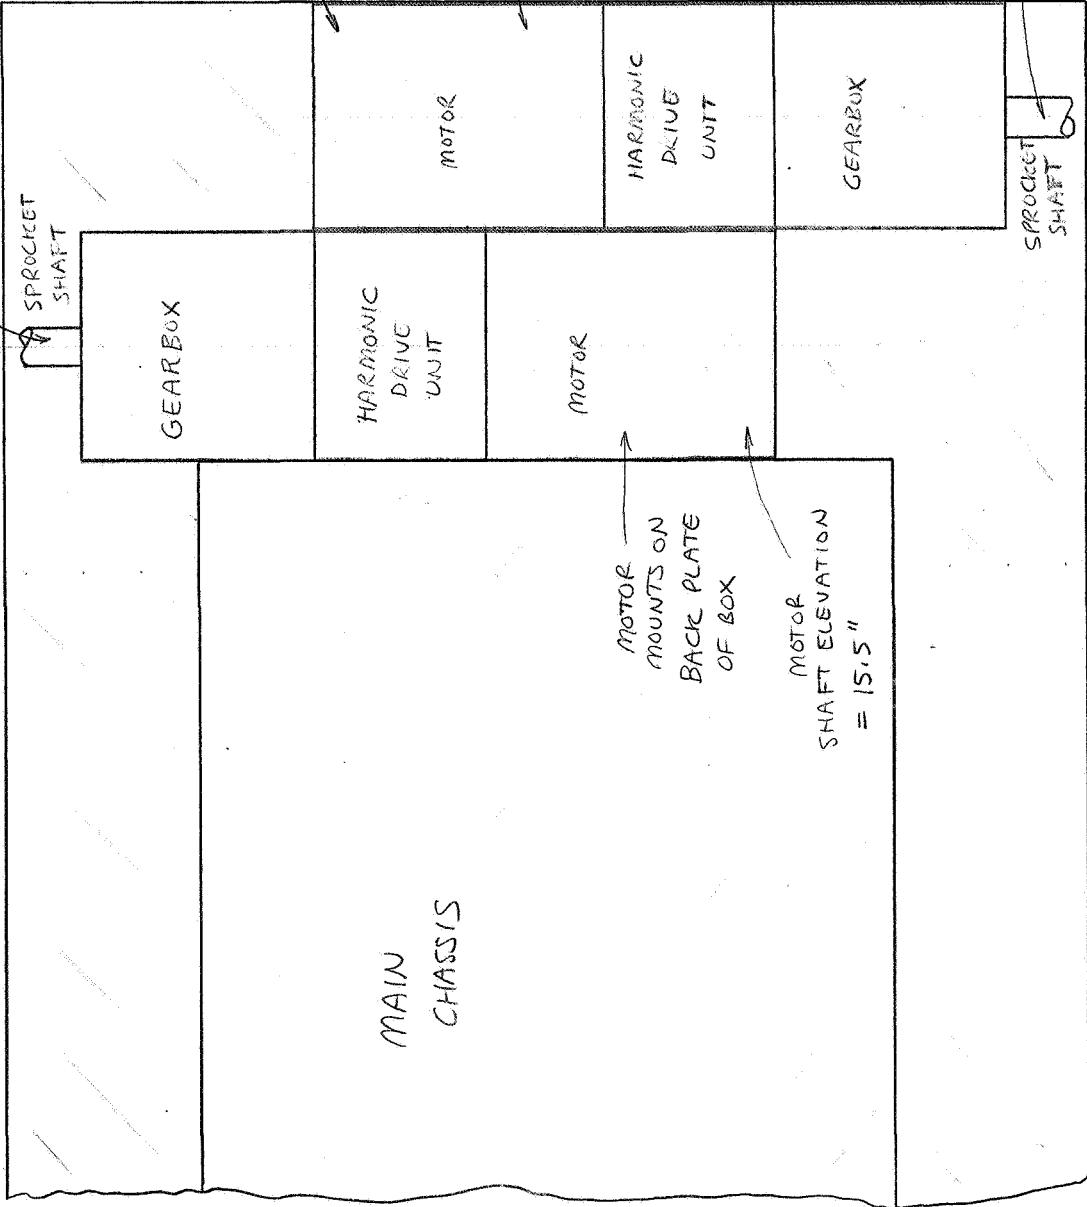 SPROCKET
SHAFT
GEARBOX
HARMONIC
DRIVE
UNIT
MOTOR
MOTOR
HARMONIC
DRIVE
UNIT
GEARBOX
SPROCKET
SHAFT
MOTOR
MOUNTS ON
BACK PLATE
OF BOX
MOTOR
SHAFT ELEVATION
= 15.5"
MAIN
CHASSIS